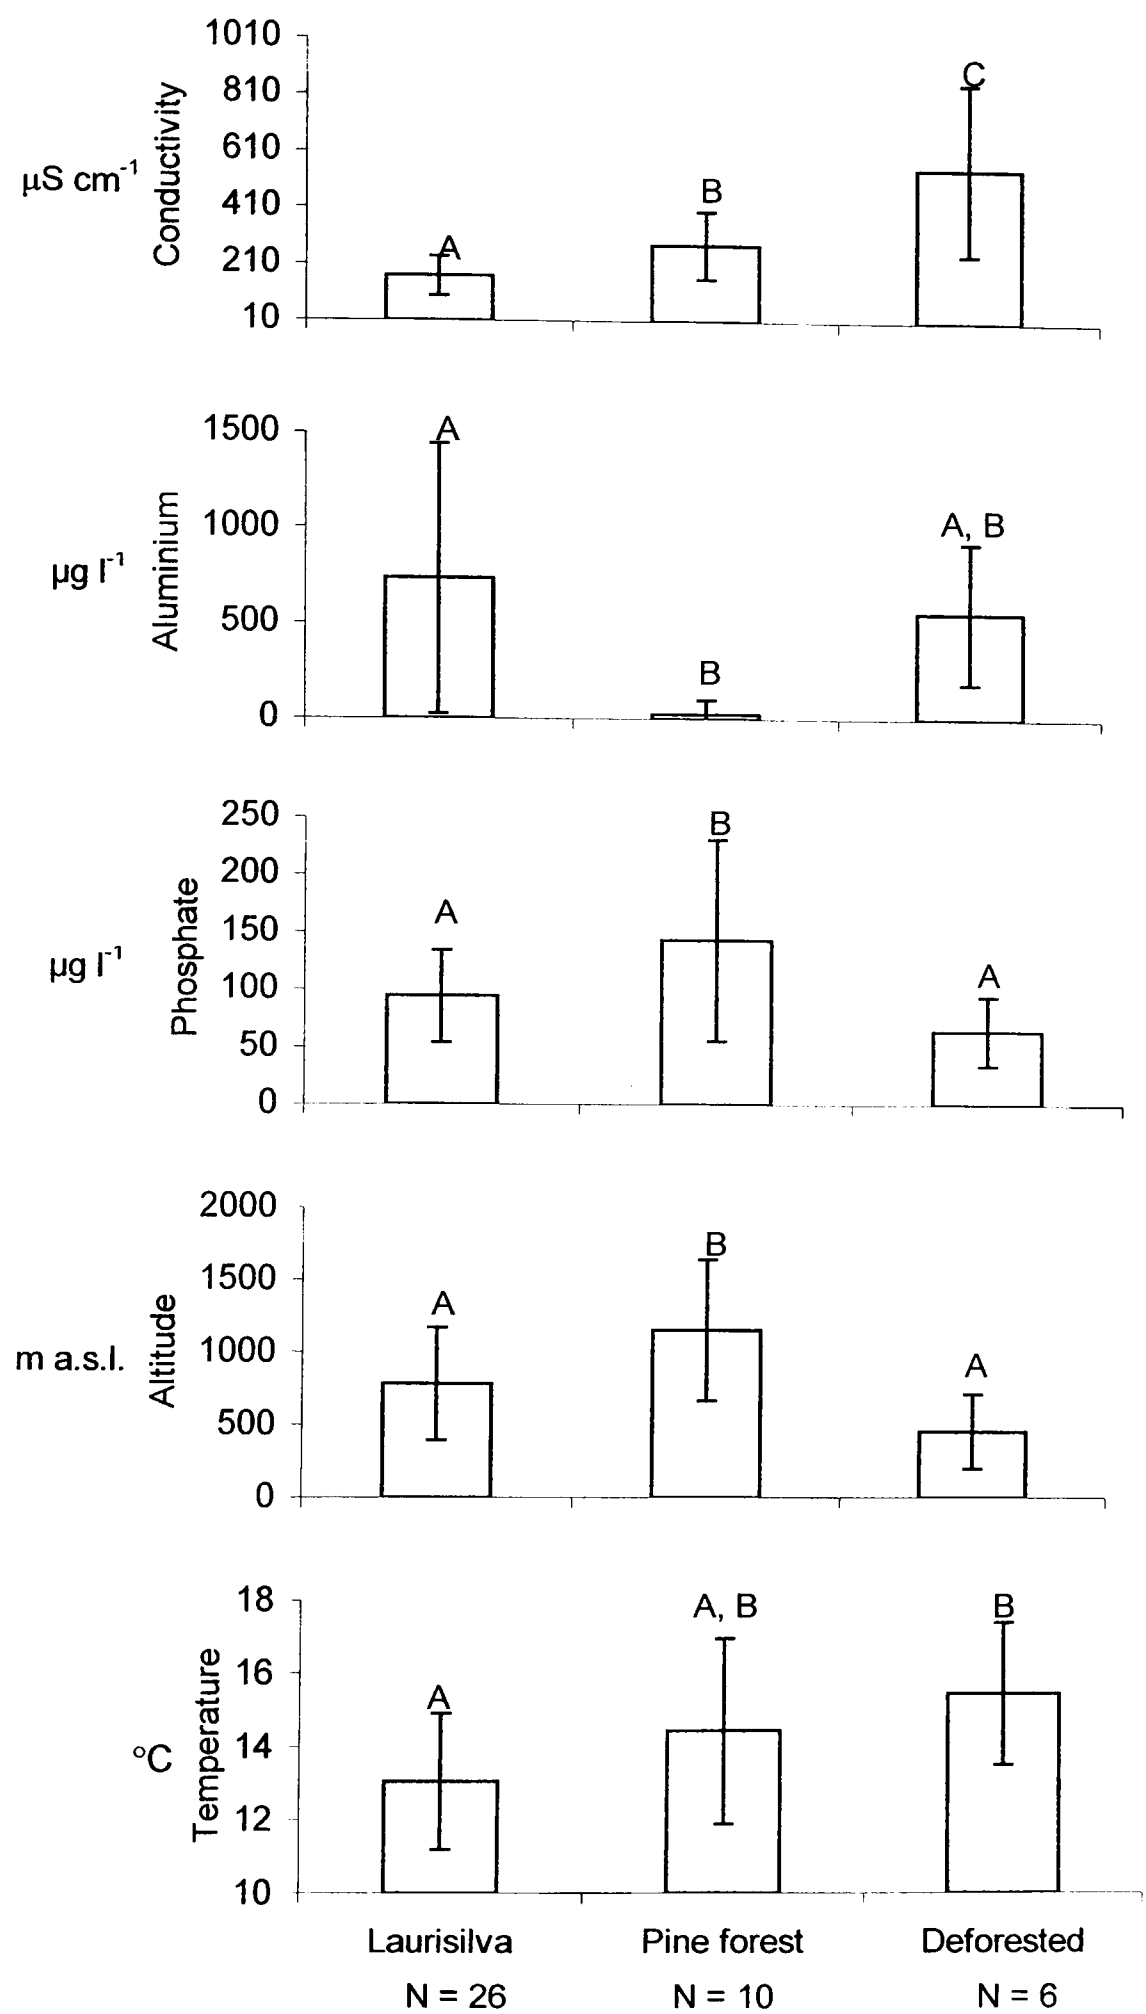 1010
810
610
410
210
10
µS cm-1
Conductivity
A
B
C
1500
1000
500
0
µg l-1
Aluminium
A
B
A, B
250
200
150
100
50
0
µg l-1
Phosphate
A
B
A
2000
1500
1000
500
0
m a.s.l.
Altitude
A
B
A
18
16
14
12
10
°C
Temperature
A
A, B
B
Laurisilva Pine forest Deforested
N = 26 N = 10 N = 6